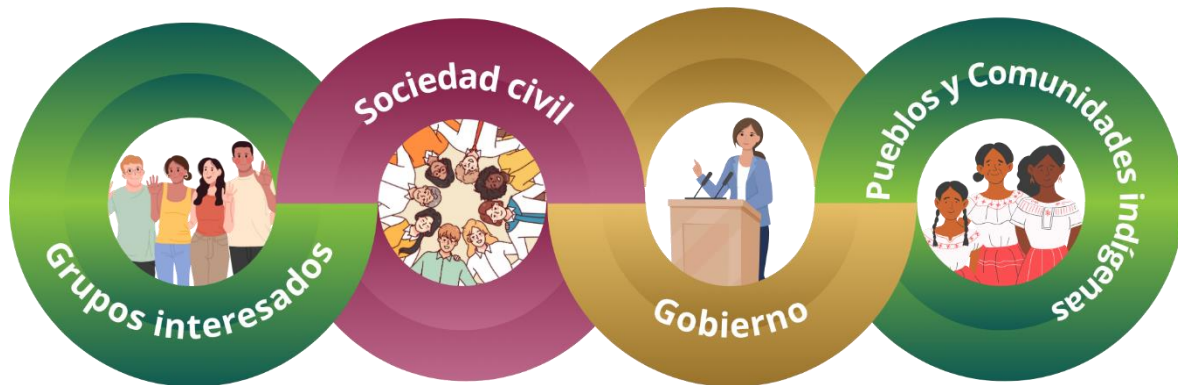 Grupos interesados
Sociedad civil
Gobierno
Pueblos y Comunidades indígenas